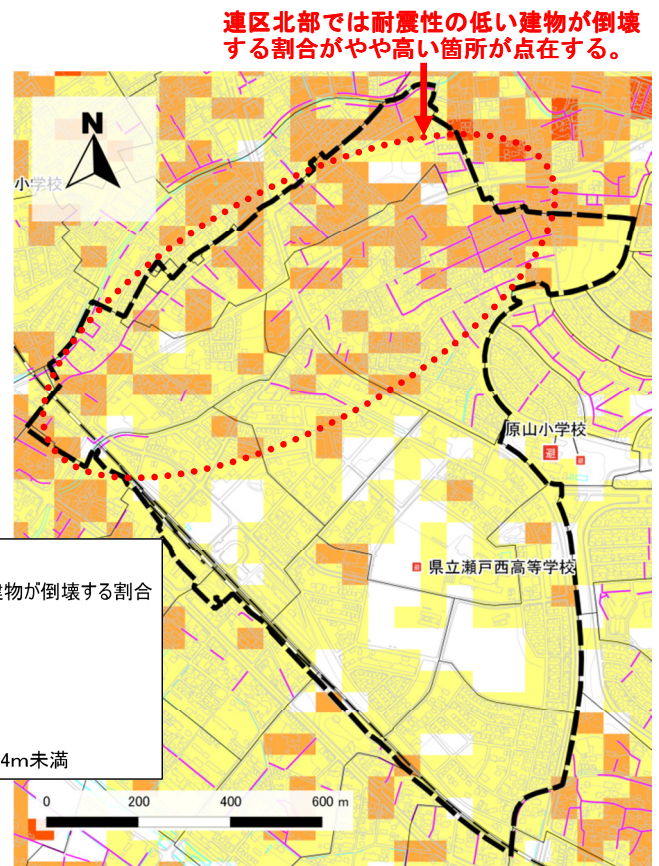 連区北部では耐震性の低い建物が倒壊
する割合がやや高い箇所が点在する。
N
小学校
原山小学校
避
避
避
県立瀬戸西高等学校
建物が倒壊する割合
4m未満
0 200 400 600 m